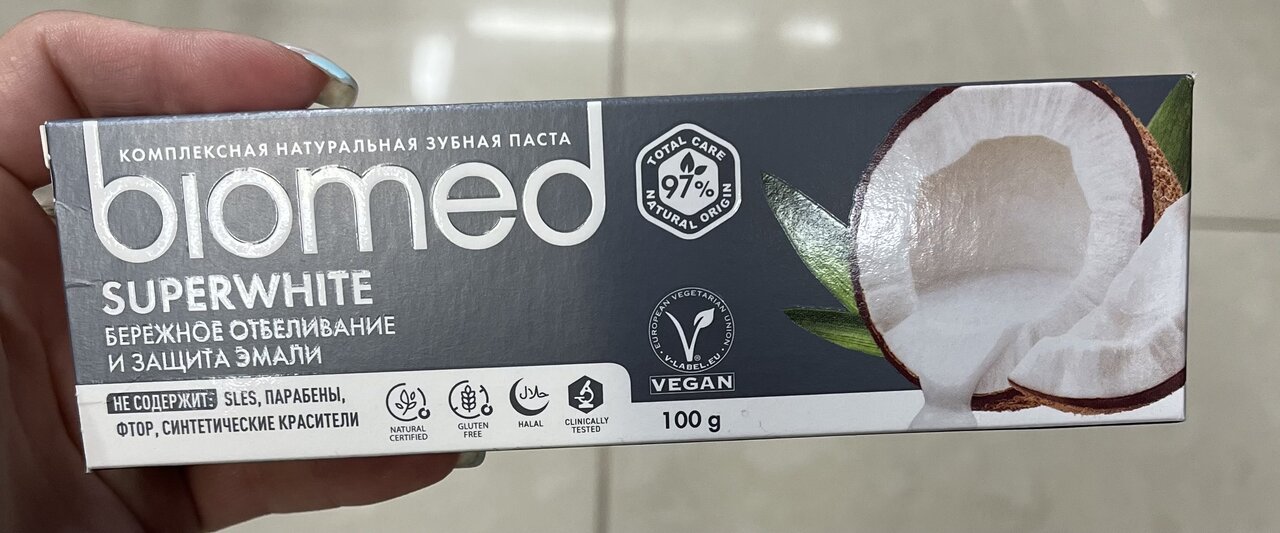 КОМПЛЕКСНАЯ НАТУРАЛЬНАЯ ЗУБНАЯ ПАСТА
biomed
SUPERWHITE
БЕРЕЖНОЕ ОТБЕЛИВАНИЕ
И ЗАЩИТА ЭМАЛИ
НЕ СОДЕРЖИТ: SLES, ПАРАБЕНЫ,
ФТОР, СИНТЕТИЧЕСКИЕ КРАСИТЕЛИ
NATURAL
CERTIFIED
GLUTEN
FREE
حلال
HALAL
CLINICALLY
TESTED
TOTAL CARE
97%
NATURAL ORIGIN
EUROPEAN VEGETARIAN UNION
V-LABEL.EU
®
VEGAN
100 g